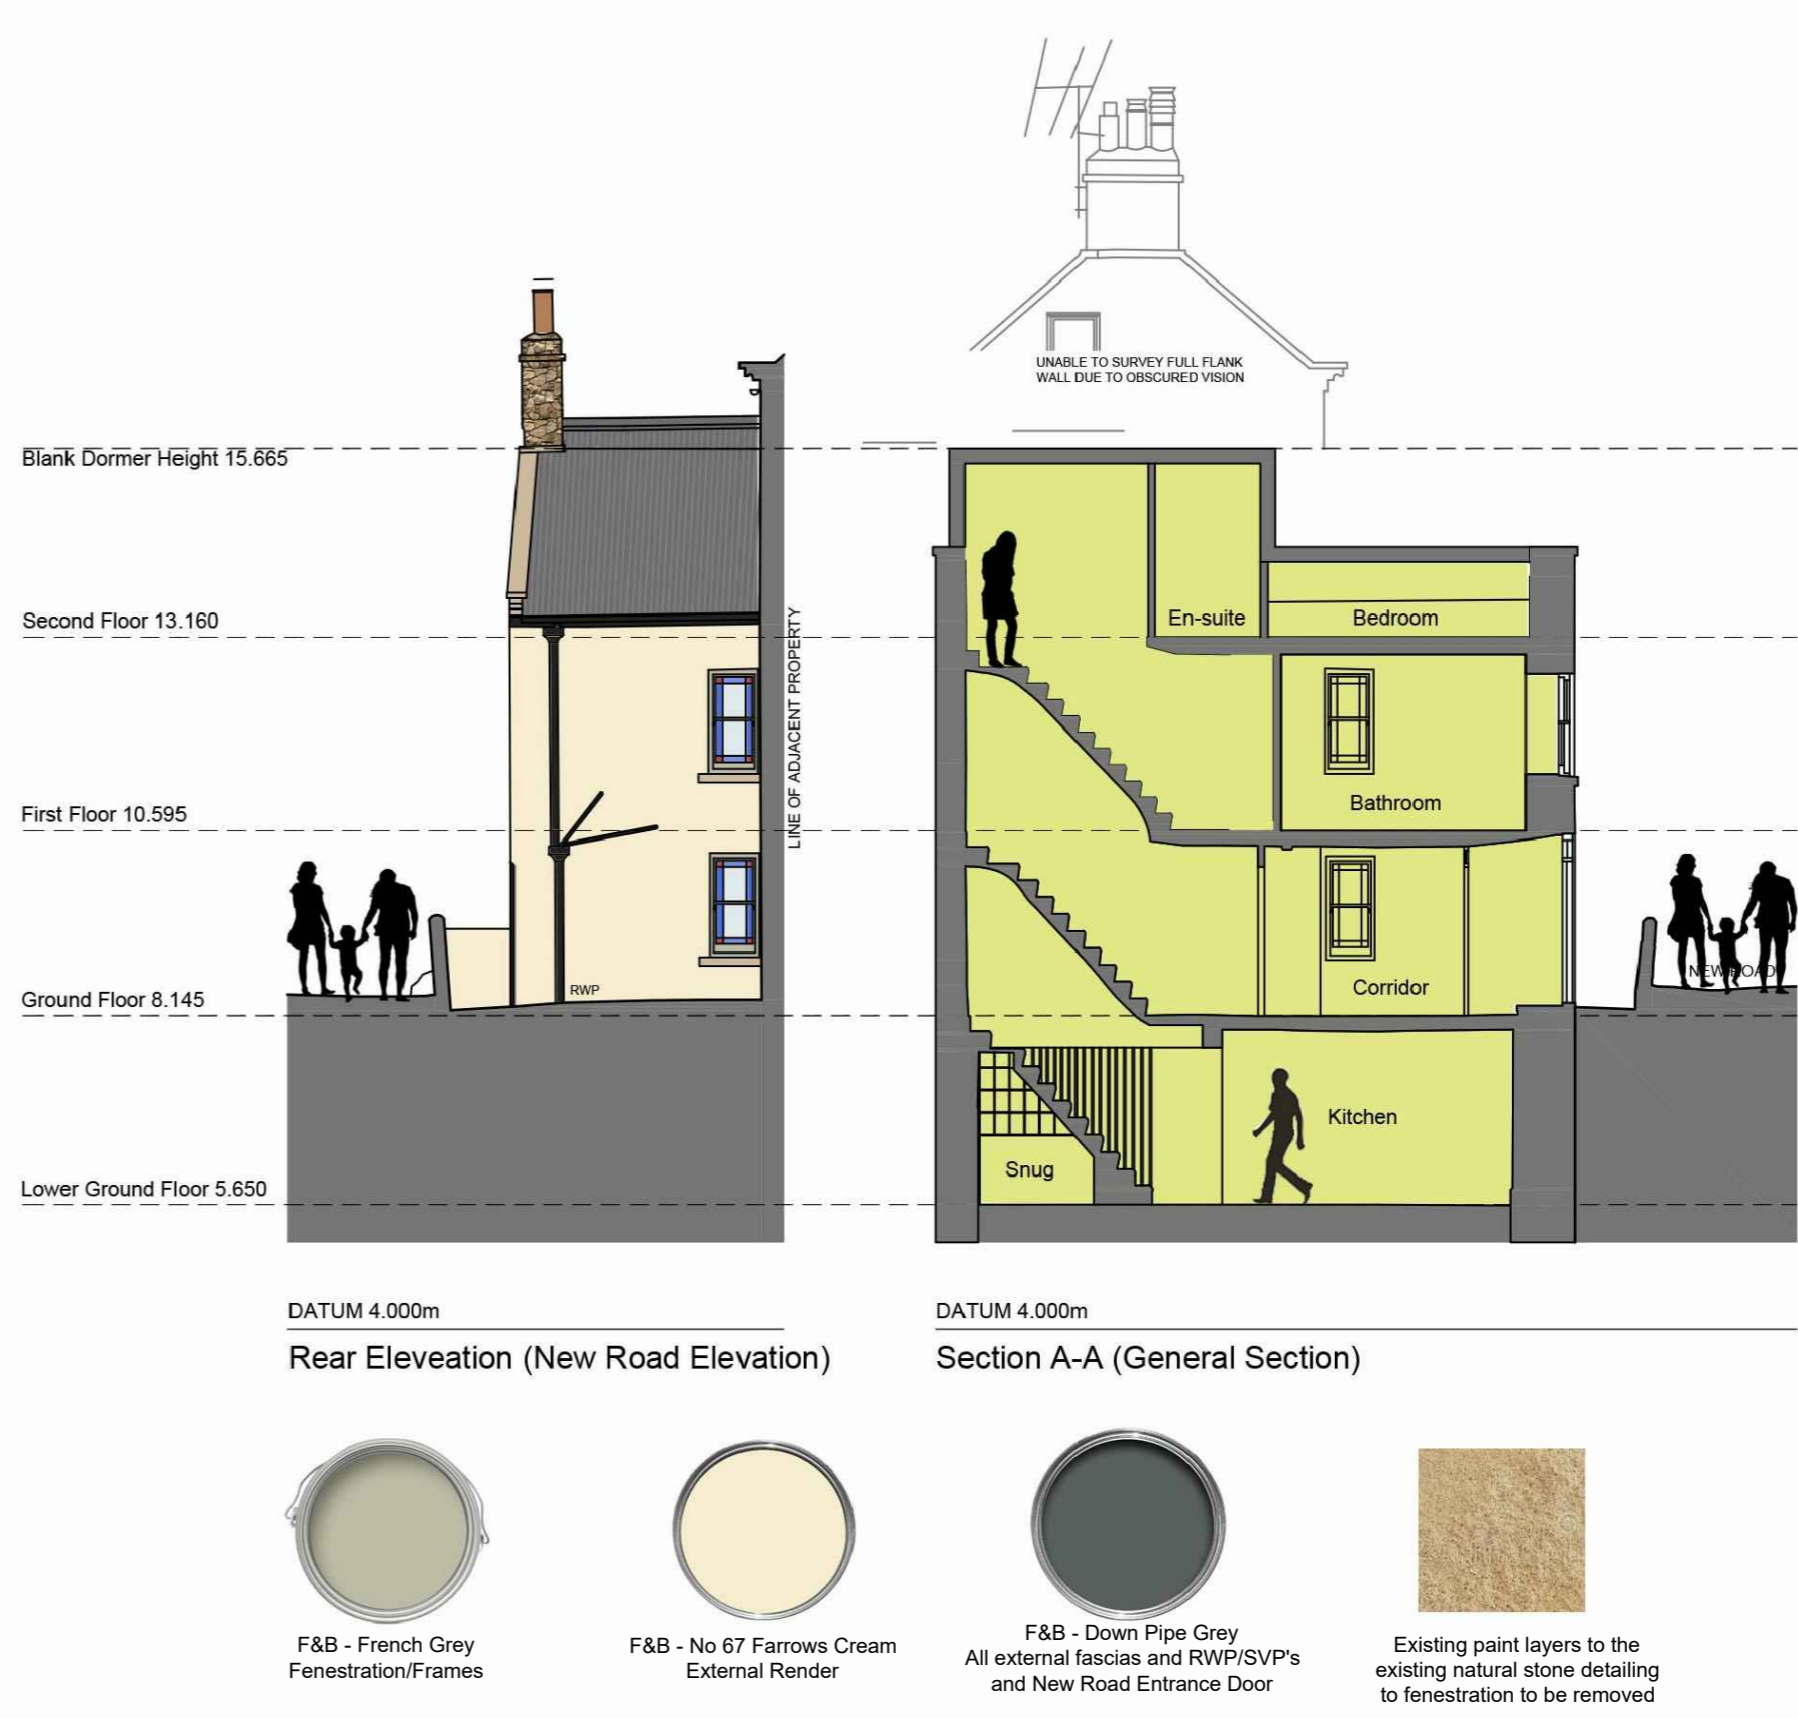 UNABLE TO SURVEY FULL FLANK
WALL DUE TO OBSCURED VISION
Blank Dormer Height 15.665
Second Floor 13.160
First Floor 10.595
Ground Floor 8.145
Lower Ground Floor 5.650
LINE OF ADJACENT PROPERTY
RWP
En-suite
Bedroom
Bathroom
Corridor
Kitchen
Snug
NEW ROAD
DATUM 4.000m
Rear Eleveation (New Road Elevation)
DATUM 4.000m
Section A-A (General Section)
F&B - French Grey
Fenestration/Frames
F&B - No 67 Farrows Cream
External Render
F&B - Down Pipe Grey
All external fascias and RWP/SVP's
and New Road Entrance Door
Existing paint layers to the
existing natural stone detailing
to fenestration to be removed